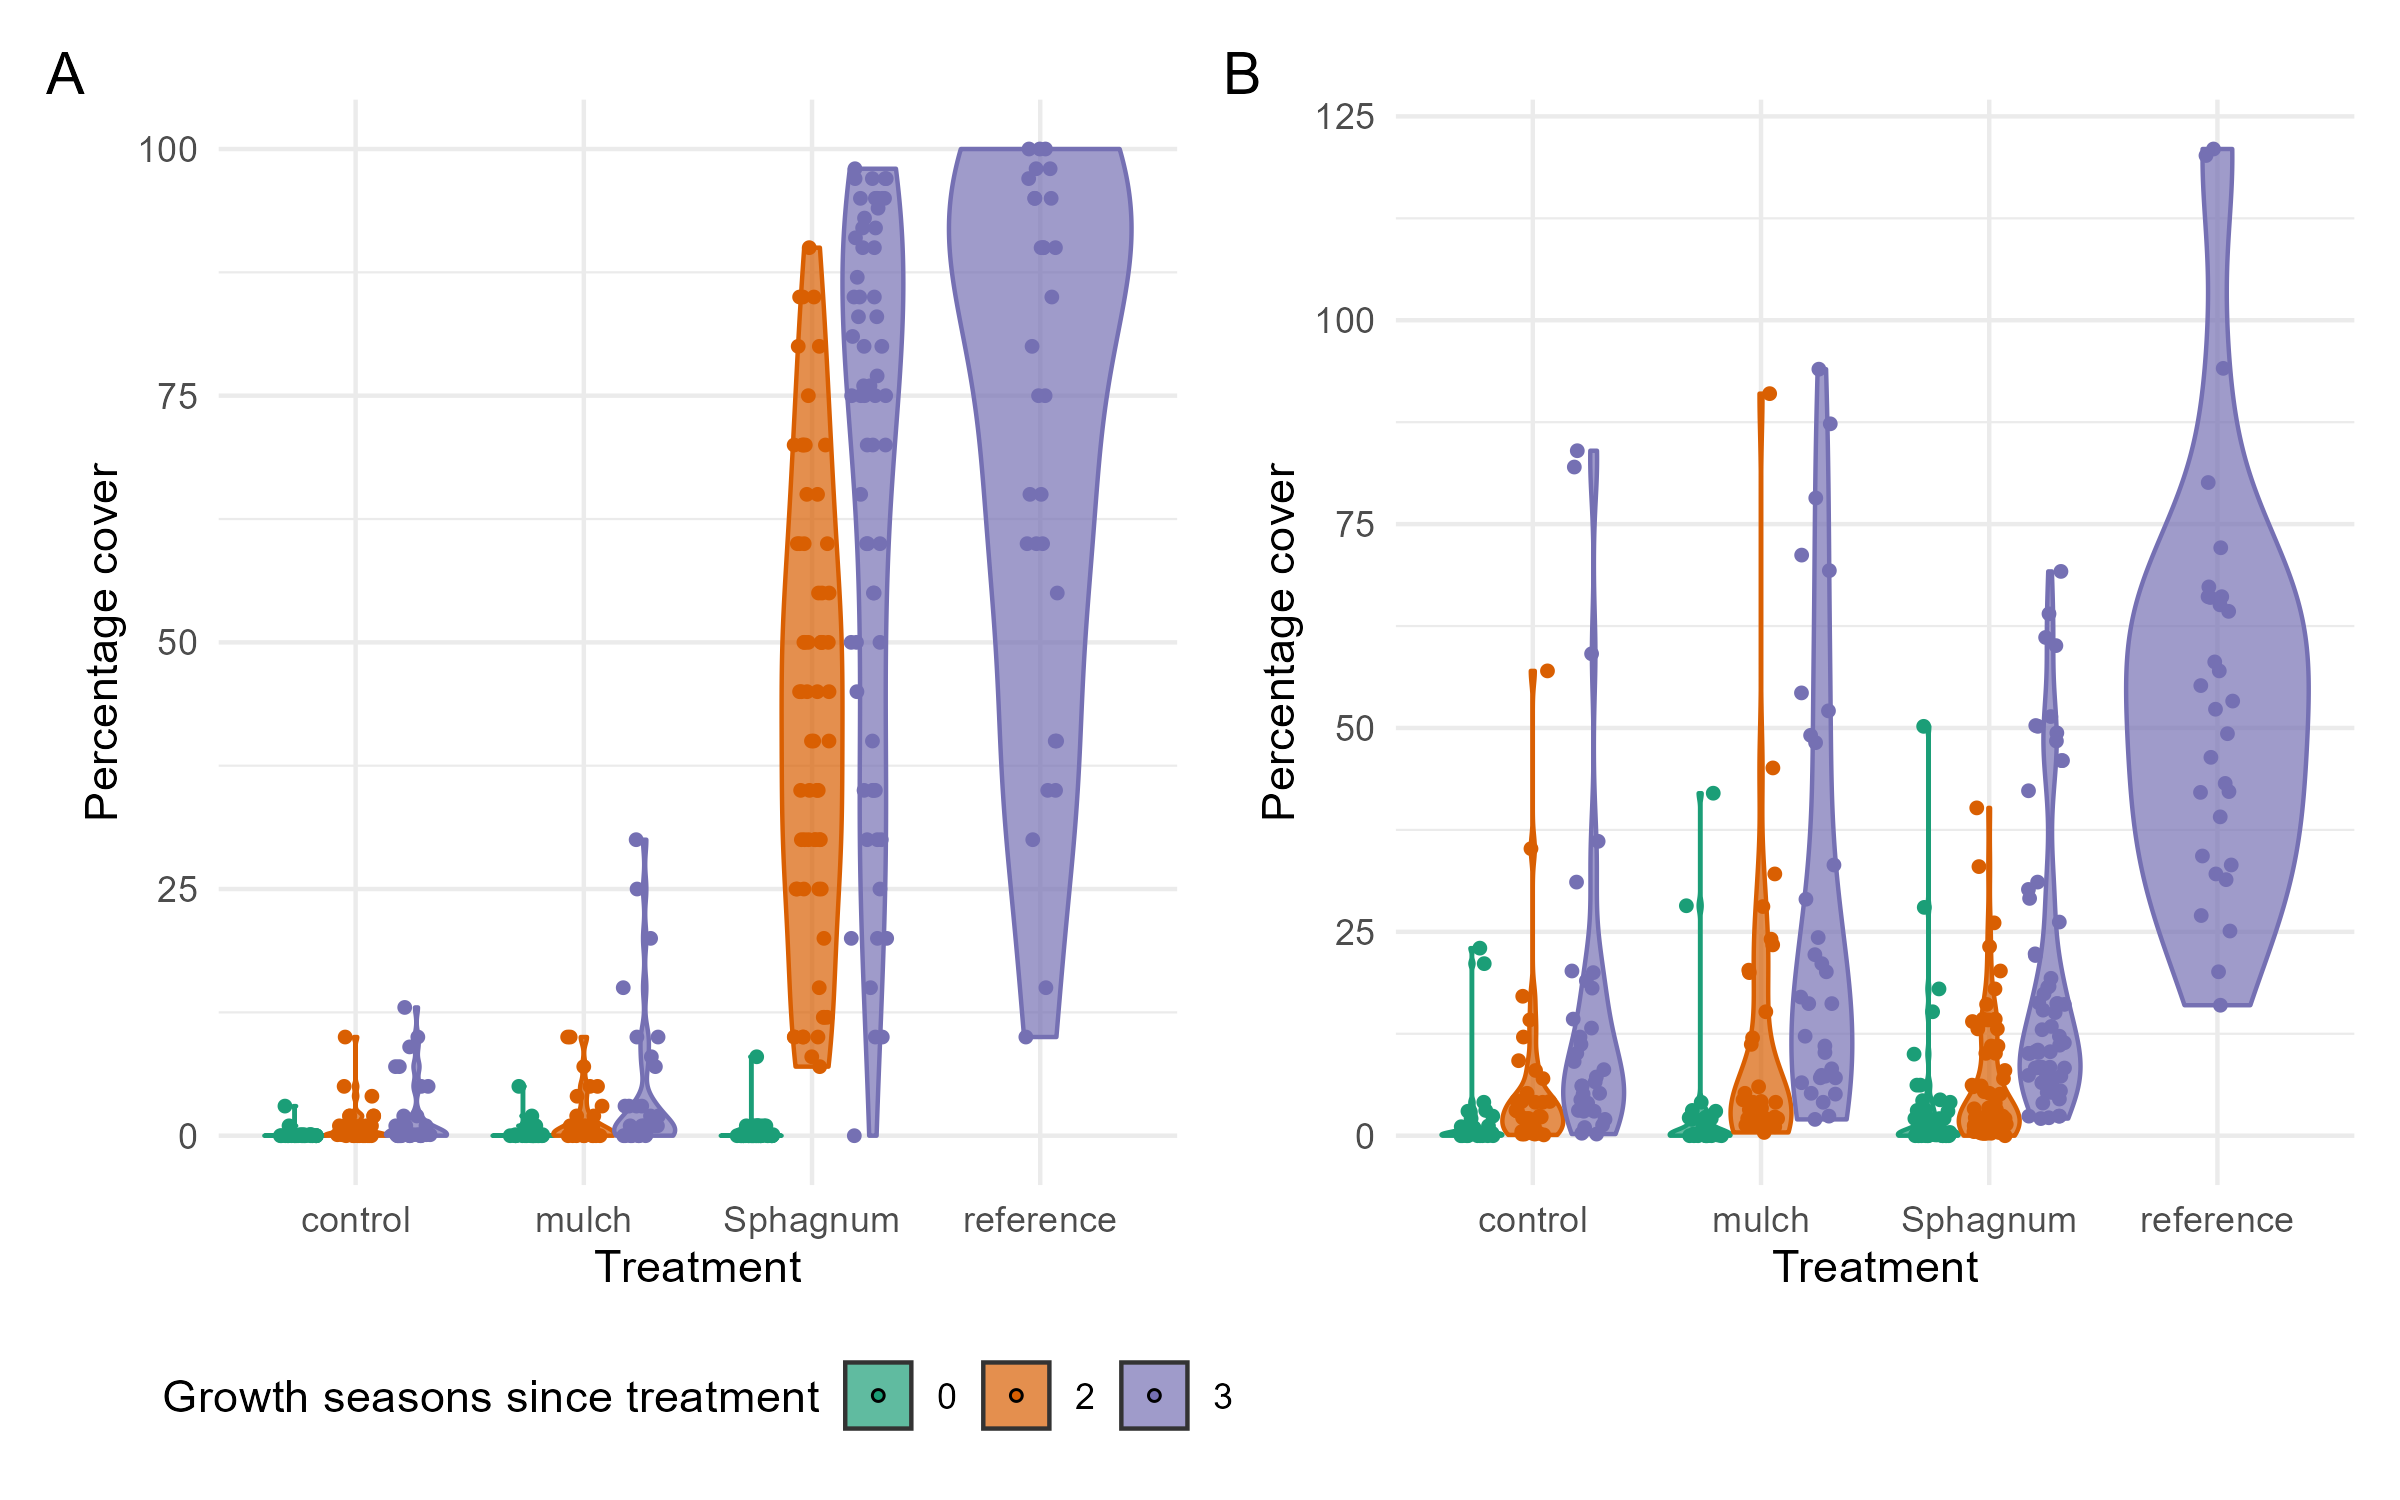 A
B
Percentage cover
100
75
50
25
0
control mulch Sphagnum reference
Treatment
Percentage cover
125
100
75
50
25
0
control mulch Sphagnum reference
Treatment
Growth seasons since treatment 0 2 3